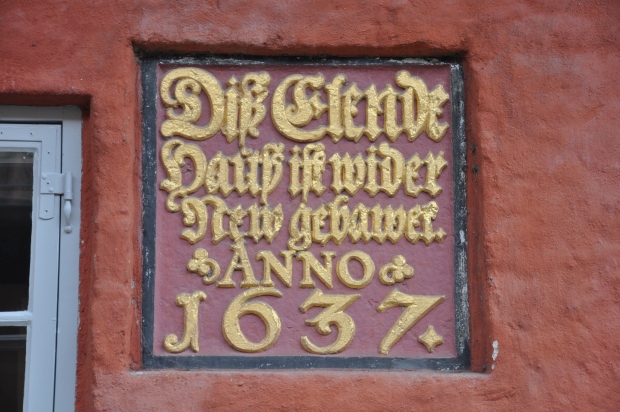 Diß Elende
Hauß ist wider
New gebawet.
ANNO
1637.